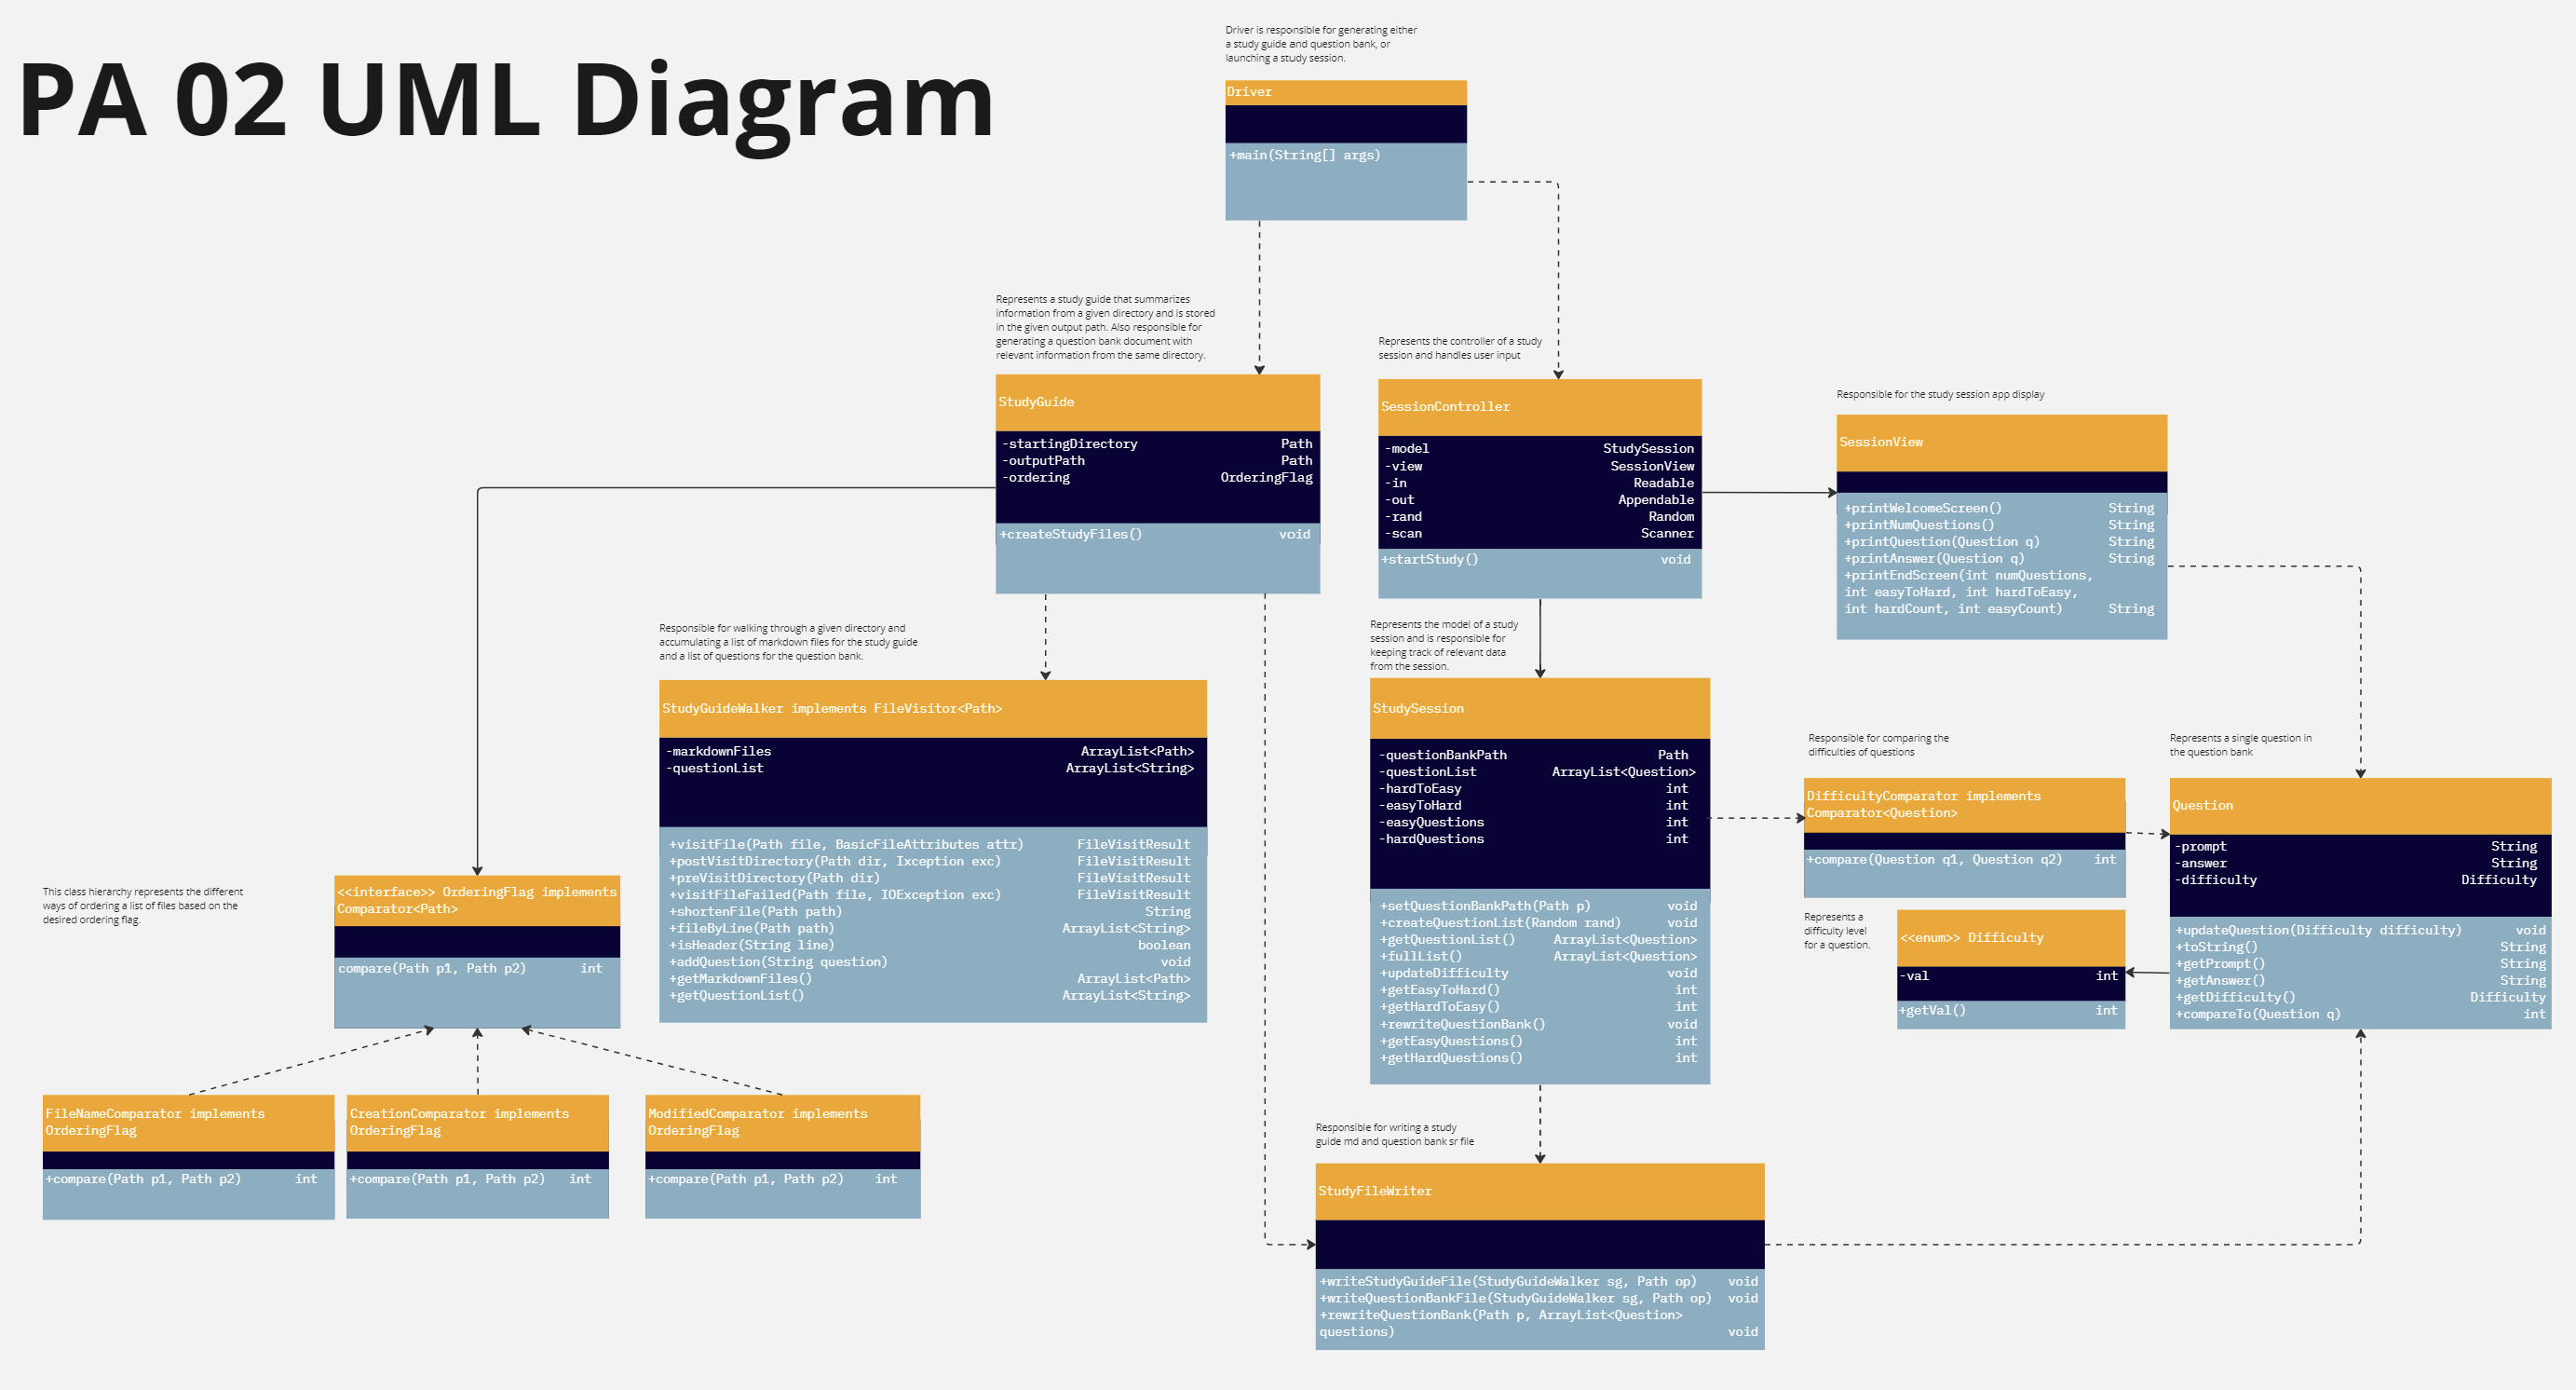 PA 02 UML Diagram
Driver is responsible for generating either
a study guide and question bank, or
launching a study session.
Driver
+main(String[] args)
Represents a study guide that summarizes
information from a given directory and is stored
in the given output path. Also responsible for
generating a question bank document with
relevant information from the same directory.
StudyGuide
-startingDirectory Path
-outputPath Path
-ordering OrderingFlag
+createStudyFiles() void
Represents the controller of a study
session and handles user input
SessionController
-model StudySession
-view SessionView
-in Readable
-out Appendable
-rand Random
-scan Scanner
+startStudy() void
Responsible for the study session app display
SessionView
+printWelcomeScreen() String
+printNumQuestions() String
+printQuestion(Question q) String
+printAnswer(Question q) String
+printEndScreen(int numQuestions,
int easyToHard, int hardToEasy,
int hardCount, int easyCount) String
Responsible for walking through a given directory and
accumulating a list of markdown files for the study guide
and a list of questions for the question bank.
StudyGuideWalker implements FileVisitor<Path>
-markdownFiles ArrayList<Path>
-questionList ArrayList<String>
+visitFile(Path file, BasicFileAttributes attr) FileVisitResult
+postVisitDirectory(Path dir, Ixception exc) FileVisitResult
+preVisitDirectory(Path dir) FileVisitResult
+visitFileFailed(Path file, IOException exc) FileVisitResult
+shortenFile(Path path) String
+fileByLine(Path path) ArrayList<String>
+isHeader(String line) boolean
+addQuestion(String question) void
+getMarkdownFiles() ArrayList<Path>
+getQuestionList() ArrayList<String>
Represents the model of a study
session and is responsible for
keeping track of relevant data
from the session.
StudySession
-questionBankPath Path
-questionList ArrayList<Question>
-hardToEasy int
-easyToHard int
-easyQuestions int
-hardQuestions int
+setQuestionBankPath(Path p) void
+createQuestionList(Random rand) void
+getQuestionList() ArrayList<Question>
+fullList() ArrayList<Question>
+updateDifficulty void
+getEasyToHard() int
+getHardToEasy() int
+rewriteQuestionBank() void
+getEasyQuestions() int
+getHardQuestions() int
Responsible for comparing the
difficulties of questions
DifficultyComparator implements
Comparator<Question>
+compare(Question q1, Question q2) int
Represents a
difficulty level
for a question.
<<enum>> Difficulty
-val int
+getVal() int
Represents a single question in
the question bank
Question
-prompt String
-answer String
-difficulty Difficulty
+updateQuestion(Difficulty difficulty) void
+toString() String
+getPrompt() String
+getAnswer() String
+getDifficulty() Difficulty
+compareTo(Question q) int
This class hierarchy represents the different
ways of ordering a list of files based on the
desired ordering flag.
<<interface>> OrderingFlag implements
Comparator<Path>
compare(Path p1, Path p2) int
FileNameComparator implements
OrderingFlag
+compare(Path p1, Path p2) int
CreationComparator implements
OrderingFlag
+compare(Path p1, Path p2) int
ModifiedComparator implements
OrderingFlag
+compare(Path p1, Path p2) int
Responsible for writing a study
guide md and question bank sr file
StudyFileWriter
+writeStudyGuideFile(StudyGuideWalker sg, Path op) void
+writeQuestionBankFile(StudyGuideWalker sg, Path op) void
+rewriteQuestionBank(Path p, ArrayList<Question>
questions) void